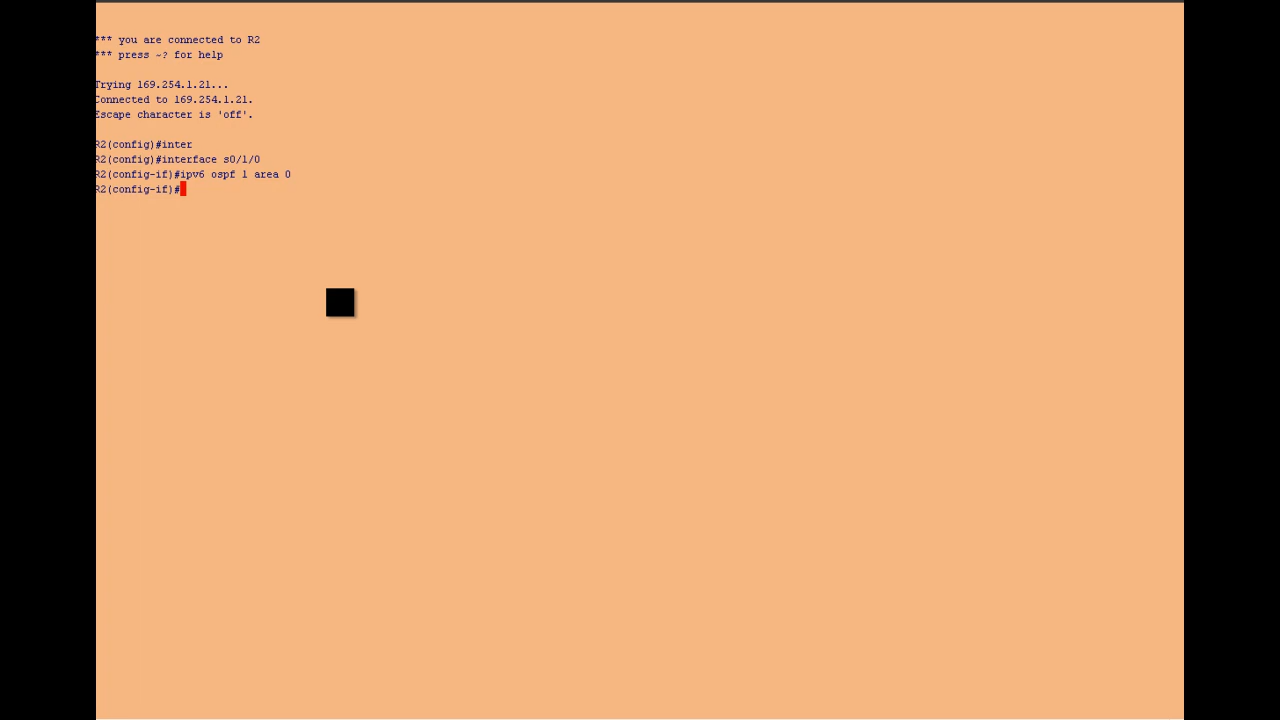 *** you are connected to R2
*** press ~? for help
Trying 169.254.1.21...
Connected to 169.254.1.21.
Escape character is 'off'.
R2(config)#inter
R2(config)#interface s0/1/0
R2(config-if)#ipv6 ospf 1 area 0
R2(config-if)#